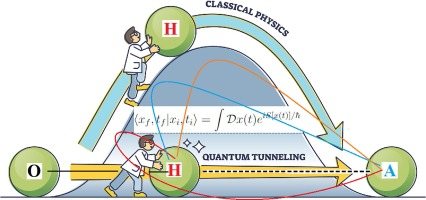 CLASSICAL PHYSICS
H
⟨x_f, t_f|x_i, t_i⟩ = ∫ 𝒟x(t)e^{iS[x(t)]/ħ}
QUANTUM TUNNELING
O
H
A